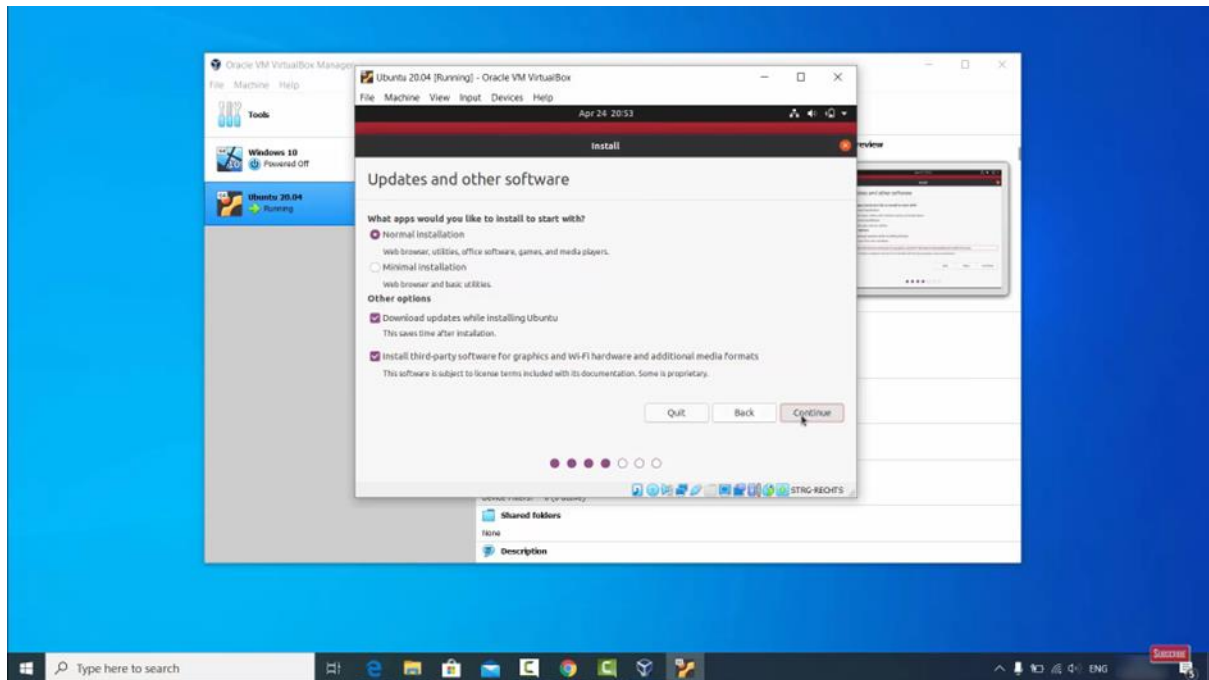 Oracle VM VirtualBox Manager
File Machine Help
Tools
Windows 10
Powered Off
Ubuntu 20.04
Running
Ubuntu 20.04 [Running] - Oracle VM VirtualBox
File Machine View Input Devices Help
Apr 24 20:53
Install
Updates and other software
What apps would you like to install to start with?
Normal installation
Web browser, utilities, office software, games, and media players.
Minimal installation
Web browser and basic utilities.
Other options
Download updates while installing Ubuntu
This saves time after installation.
Install third-party software for graphics and Wi-Fi hardware and additional media formats
This software is subject to license terms included with its documentation. Some is proprietary.
Quit Back Continue
STRG-RECHTS
Shared folders
None
Description
Type here to search
ENG
SUBSCRIBE
5